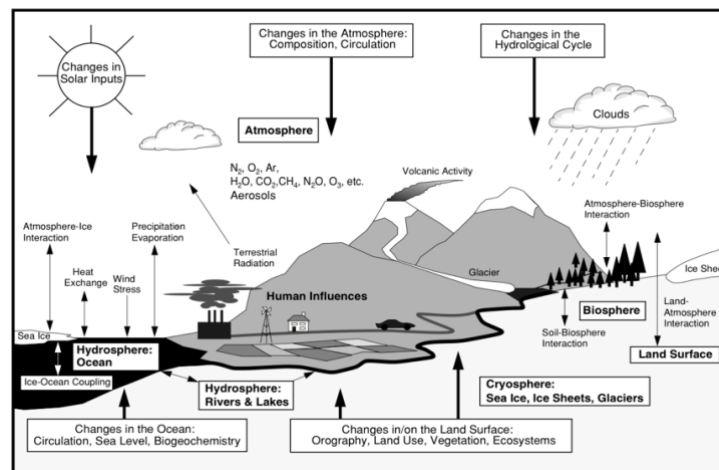 Changes in the Atmosphere:
Composition, Circulation
Changes in the
Hydrological Cycle
Changes in
Solar Inputs
Clouds
Atmosphere
N2, O2, Ar,
H2O, CO2,CH4, N2O, O3, etc.
Aerosols
Volcanic Activity
Atmosphere-Ice
Interaction
Precipitation
Evaporation
Atmosphere-Biosphere
Interaction
Terrestrial
Radiation
Heat
Exchange
Wind
Stress
Glacier
Ice Shee
Human Influences
Biosphere
Land-
Atmosphere
Interaction
Soil-Biosphere
Interaction
Sea Ice
Hydrosphere:
Ocean
Land Surface
Ice-Ocean Coupling
Hydrosphere:
Rivers & Lakes
Cryosphere:
Sea Ice, Ice Sheets, Glaciers
Changes in the Ocean:
Circulation, Sea Level, Biogeochemistry
Changes in/on the Land Surface:
Orography, Land Use, Vegetation, Ecosystems